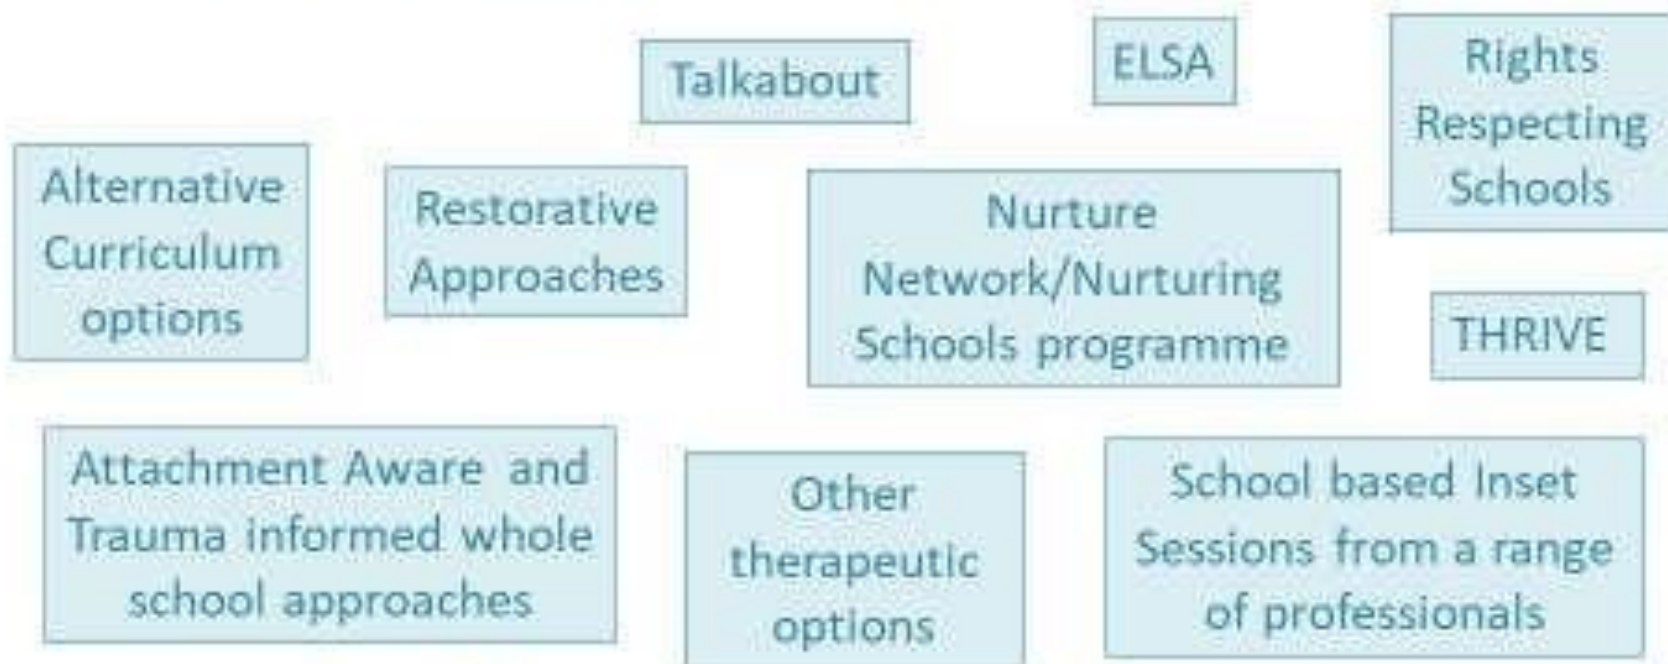 Talkabout
ELSA
Rights
Respecting
Schools
Alternative
Curriculum
options
Restorative
Approaches
Nurture
Network/Nurturing
Schools programme
THRIVE
Attachment Aware and
Trauma informed whole
school approaches
Other
therapeutic
options
School based Inset
Sessions from a range
of professionals